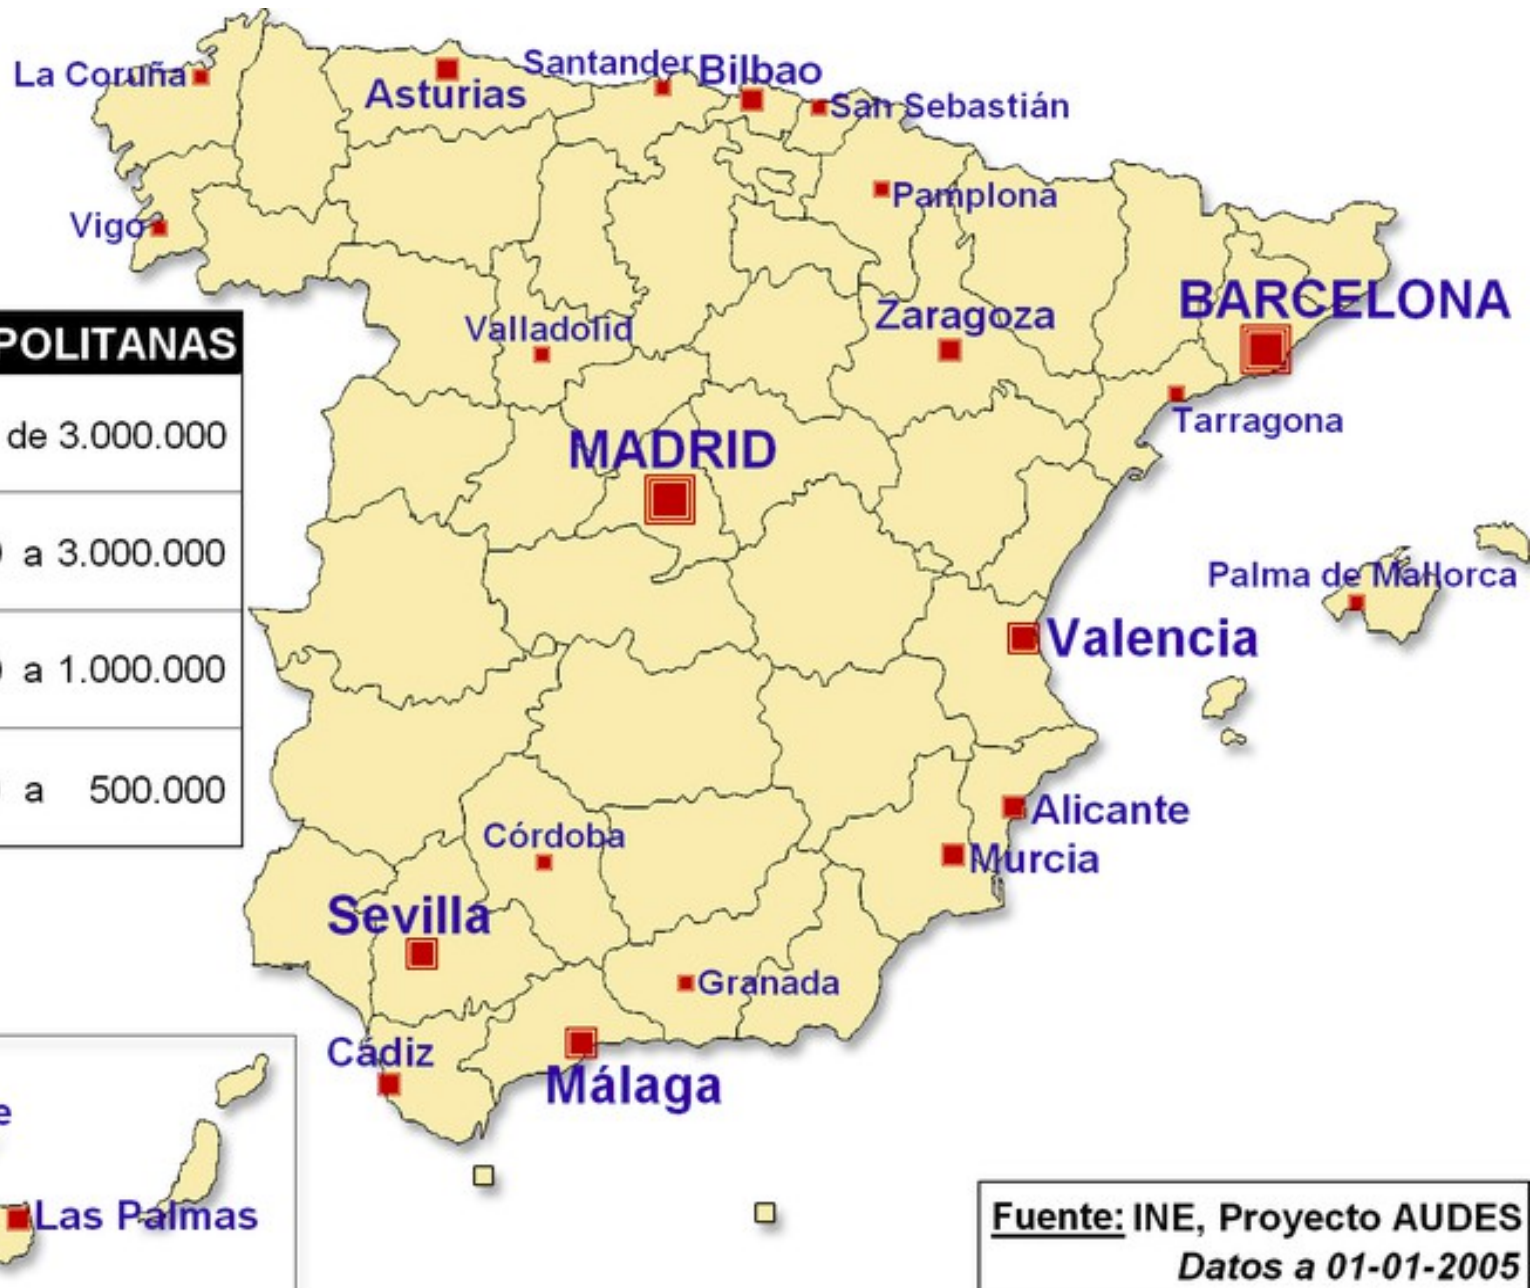 Santander
Bilbao
La Coruña
Asturias
San Sebastián
Pamplona
Vigo
BARCELONA
Zaragoza
Valladolid
POLITANAS
Tarragona
de 3.000.000
MADRID
a 3.000.000
Palma de Mallorca
Valencia
a 1.000.000
a 500.000
Alicante
Córdoba
Murcia
Sevilla
Granada
Cádiz
Málaga
e
Las Palmas
Fuente: INE, Proyecto AUDES
Datos a 01-01-2005